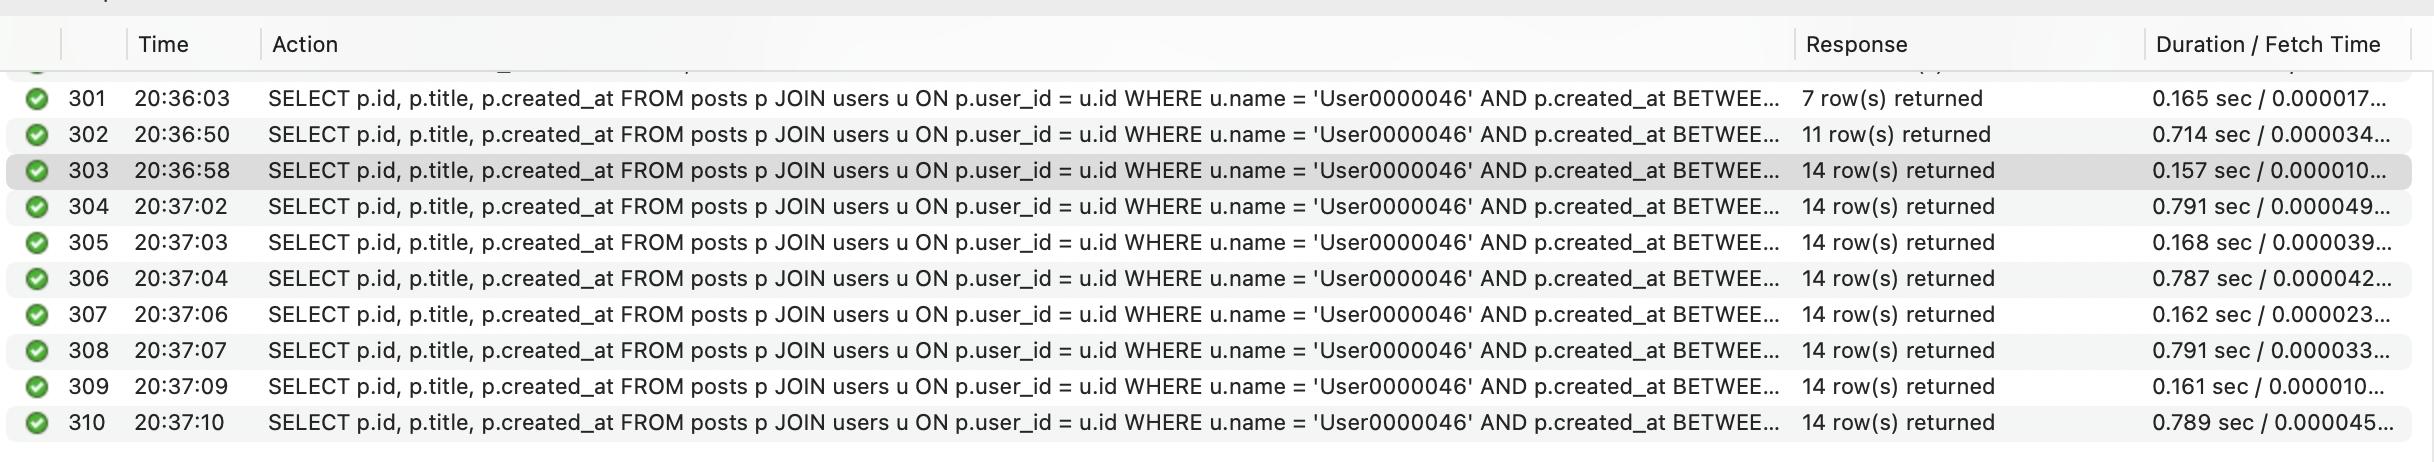 Time Action Response Duration / Fetch Time
301 20:36:03 SELECT p.id, p.title, p.created_at FROM posts p JOIN users u ON p.user_id = u.id WHERE u.name = 'User0000046' AND p.created_at BETWEE... 7 row(s) returned 0.165 sec / 0.000017...
302 20:36:50 SELECT p.id, p.title, p.created_at FROM posts p JOIN users u ON p.user_id = u.id WHERE u.name = 'User0000046' AND p.created_at BETWEE... 11 row(s) returned 0.714 sec / 0.000034...
303 20:36:58 SELECT p.id, p.title, p.created_at FROM posts p JOIN users u ON p.user_id = u.id WHERE u.name = 'User0000046' AND p.created_at BETWEE... 14 row(s) returned 0.157 sec / 0.000010...
304 20:37:02 SELECT p.id, p.title, p.created_at FROM posts p JOIN users u ON p.user_id = u.id WHERE u.name = 'User0000046' AND p.created_at BETWEE... 14 row(s) returned 0.791 sec / 0.000049...
305 20:37:03 SELECT p.id, p.title, p.created_at FROM posts p JOIN users u ON p.user_id = u.id WHERE u.name = 'User0000046' AND p.created_at BETWEE... 14 row(s) returned 0.168 sec / 0.000039...
306 20:37:04 SELECT p.id, p.title, p.created_at FROM posts p JOIN users u ON p.user_id = u.id WHERE u.name = 'User0000046' AND p.created_at BETWEE... 14 row(s) returned 0.787 sec / 0.000042...
307 20:37:06 SELECT p.id, p.title, p.created_at FROM posts p JOIN users u ON p.user_id = u.id WHERE u.name = 'User0000046' AND p.created_at BETWEE... 14 row(s) returned 0.162 sec / 0.000023...
308 20:37:07 SELECT p.id, p.title, p.created_at FROM posts p JOIN users u ON p.user_id = u.id WHERE u.name = 'User0000046' AND p.created_at BETWEE... 14 row(s) returned 0.791 sec / 0.000033...
309 20:37:09 SELECT p.id, p.title, p.created_at FROM posts p JOIN users u ON p.user_id = u.id WHERE u.name = 'User0000046' AND p.created_at BETWEE... 14 row(s) returned 0.161 sec / 0.000010...
310 20:37:10 SELECT p.id, p.title, p.created_at FROM posts p JOIN users u ON p.user_id = u.id WHERE u.name = 'User0000046' AND p.created_at BETWEE... 14 row(s) returned 0.789 sec / 0.000045...